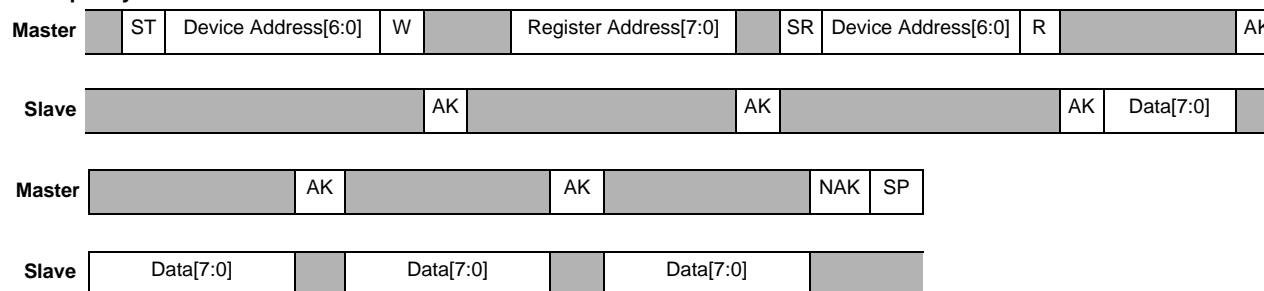 Master ST Device Address[6:0] W Register Address[7:0] SR Device Address[6:0] R AK
Slave AK AK AK Data[7:0]
Master AK AK NAK SP
Slave Data[7:0] Data[7:0] Data[7:0]